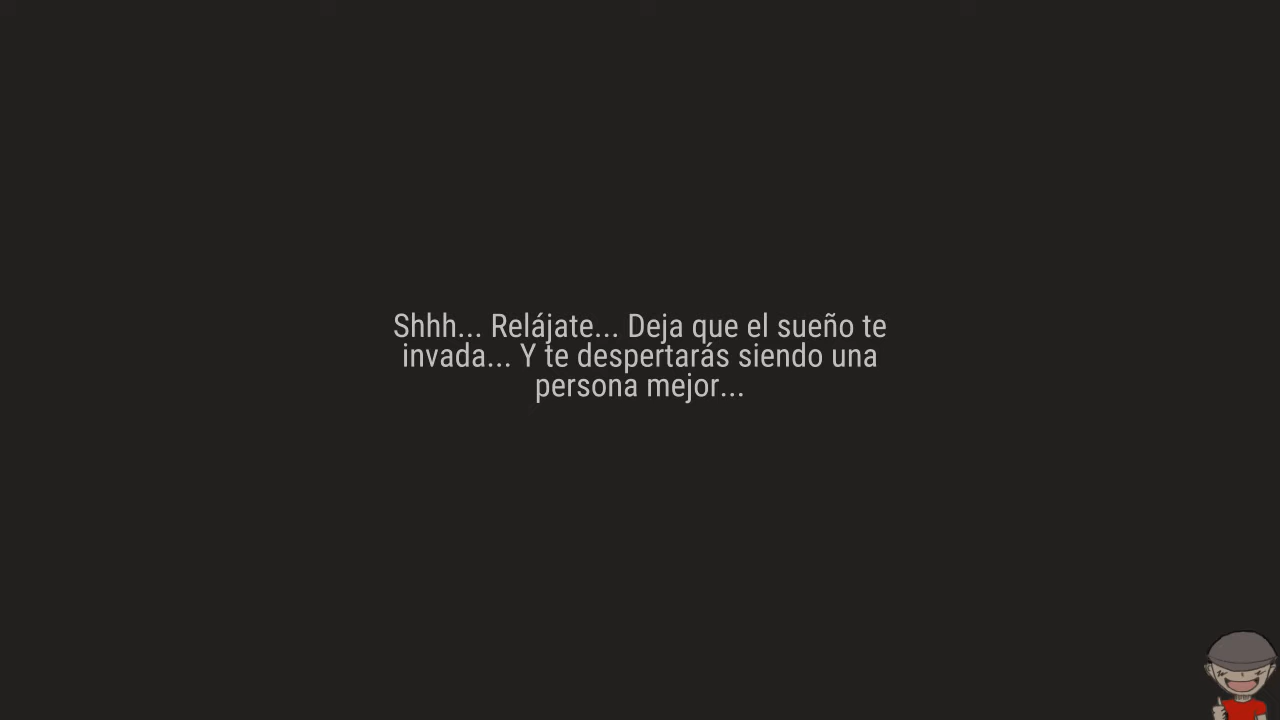 Shhh... Relájate... Deja que el sueño te
invada... Y te despertarás siendo una
persona mejor...